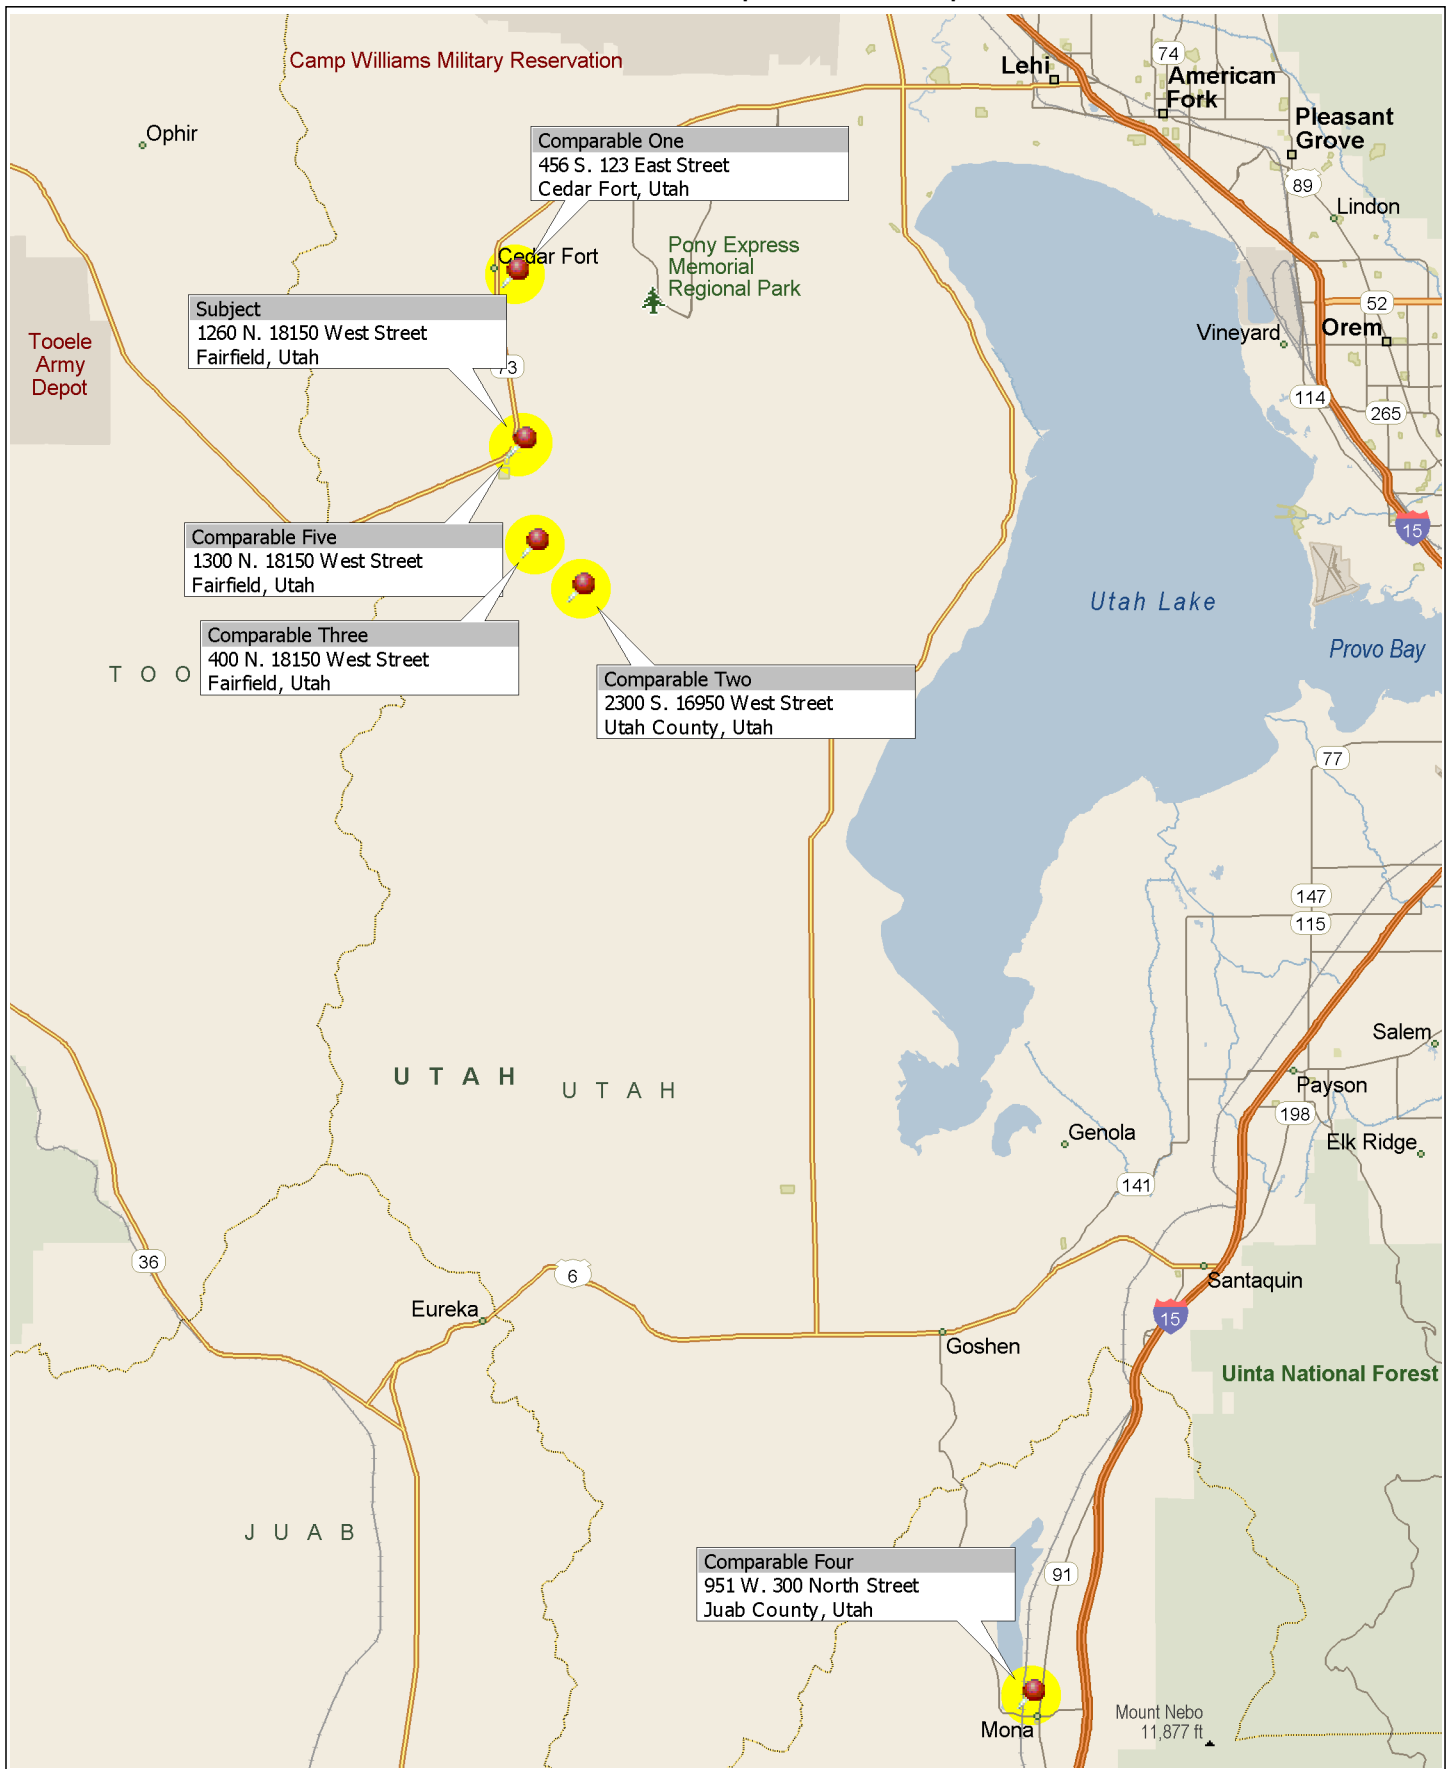 Camp Williams Military Reservation
Lehi
74
American
Fork
Pleasant
Grove
89
Lindon
Ophir
Comparable One
456 S. 123 East Street
Cedar Fort, Utah
Cedar Fort
Pony Express
Memorial
Regional Park
Subject
1260 N. 18150 West Street
Fairfield, Utah
73
Tooele
Army
Depot
52
Vineyard
Orem
114
265
15
Comparable Five
1300 N. 18150 West Street
Fairfield, Utah
Utah Lake
Provo Bay
Comparable Three
400 N. 18150 West Street
Fairfield, Utah
T O O
Comparable Two
2300 S. 16950 West Street
Utah County, Utah
77
147
115
Salem
UTAH
UTAH
Payson
198
Genola
Elk Ridge
141
36
6
Santaquin
Eureka
15
Goshen
Uinta National Forest
JUAB
Comparable Four
951 W. 300 North Street
Juab County, Utah
91
Mona
Mount Nebo
11,877 ft